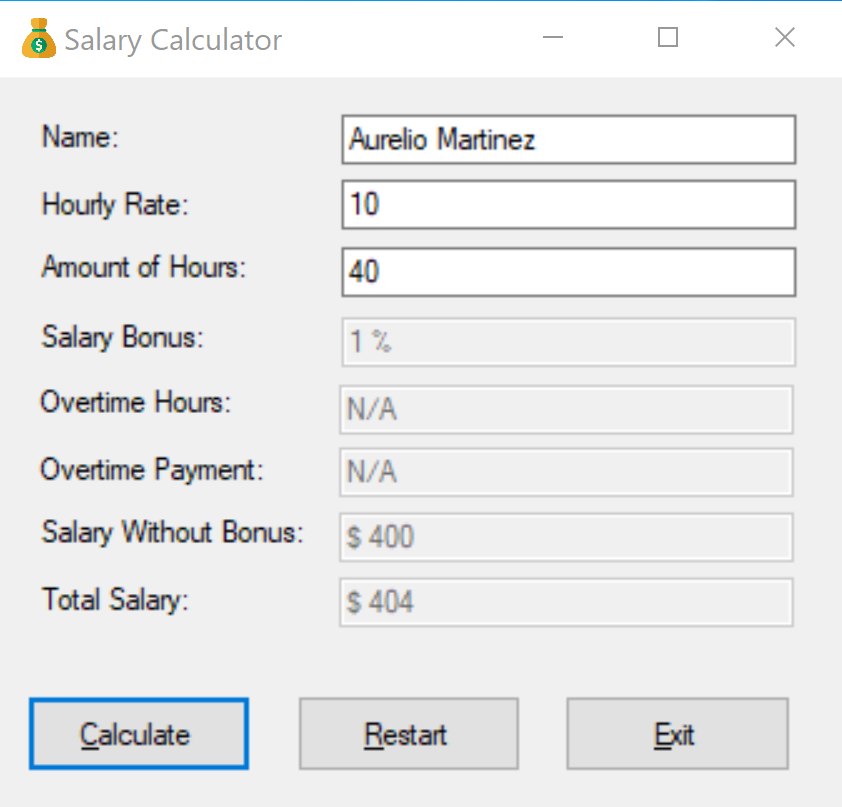 Salary Calculator
Name: Aurelio Martinez
Hourly Rate: 10
Amount of Hours: 40
Salary Bonus: 1 %
Overtime Hours: N/A
Overtime Payment: N/A
Salary Without Bonus: $ 400
Total Salary: $ 404
Calculate Restart Exit